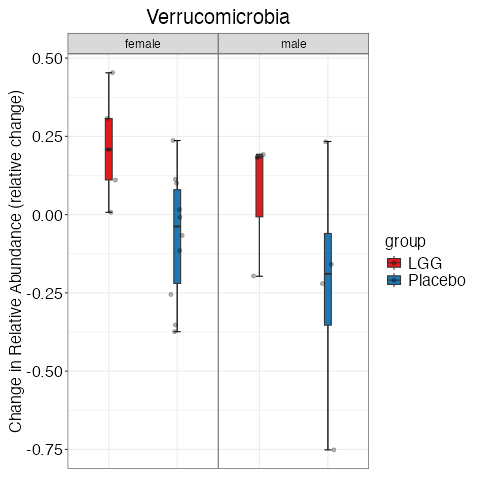 Verrucomicrobia
female
male
Change in Relative Abundance (relative change)
0.50
0.25
0.00
-0.25
-0.50
-0.75
group
LGG
Placebo